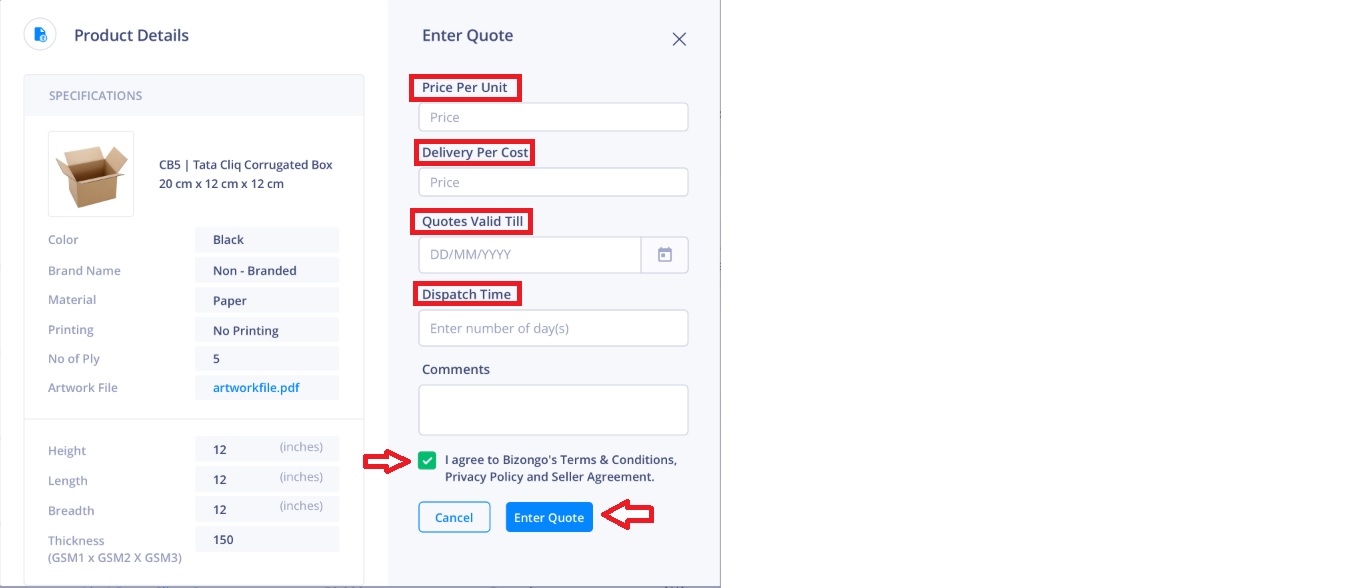 Product Details
SPECIFICATIONS
CB5 | Tata Cliq Corrugated Box
20 cm x 12 cm x 12 cm
Color Black
Brand Name Non - Branded
Material Paper
Printing No Printing
No of Ply 5
Artwork File artworkfile.pdf
Height 12 (inches)
Length 12 (inches)
Breadth 12 (inches)
Thickness 150
(GSM1 x GSM2 X GSM3)
Enter Quote
Price Per Unit
Price
Delivery Per Cost
Price
Quotes Valid Till
DD/MM/YYYY
Dispatch Time
Enter number of day(s)
Comments
I agree to Bizongo's Terms & Conditions,
Privacy Policy and Seller Agreement.
Cancel Enter Quote